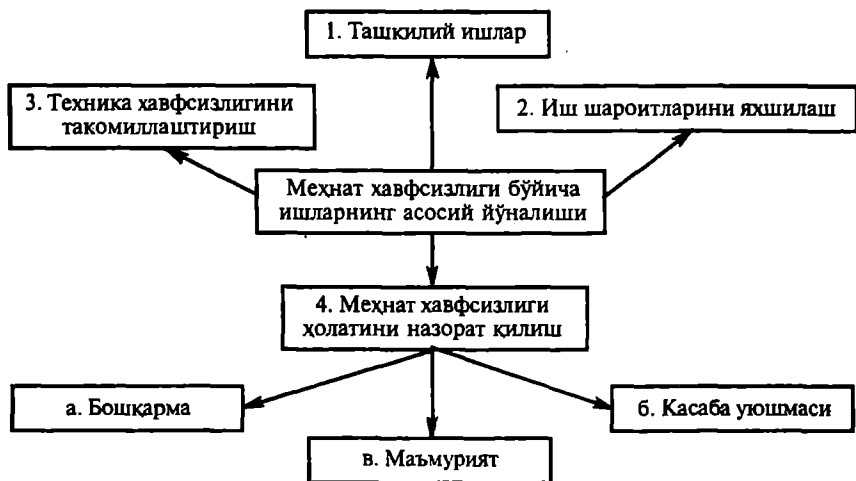 1. Ташкилий ишлар
3. Техника хавфсизлигини
такомиллаштириш
2. Иш шароитларини яхшилаш
Меҳнат хавфсизлиги бўйича
ишларнинг асосий йўналиши
4. Меҳнат хавфсизлиги
ҳолатини назорат қилиш
а. Бошқарма
б. Касаба уюшмаси
в. Маъмурият